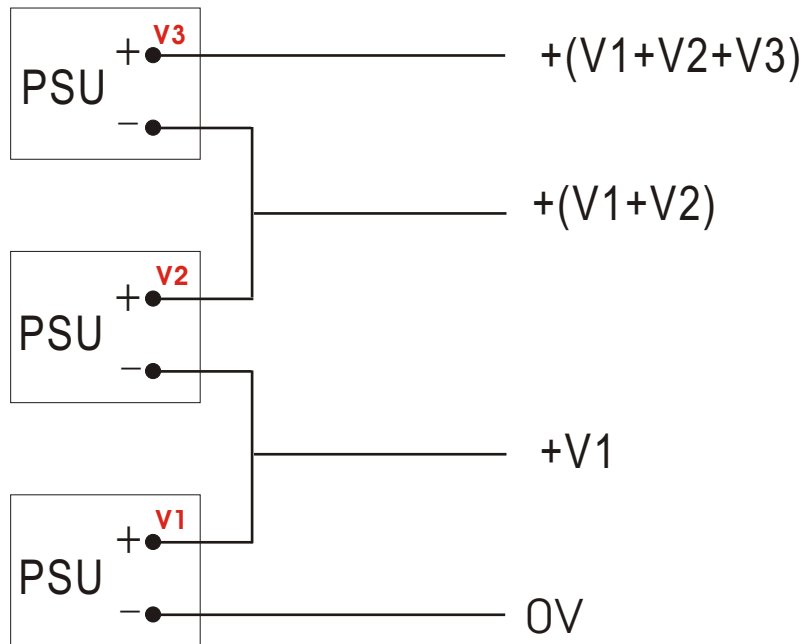 V3
+ +(V1+V2+V3)
PSU
−
+(V1+V2)
V2
+
PSU
−
+V1
V1
+
PSU
− 0V